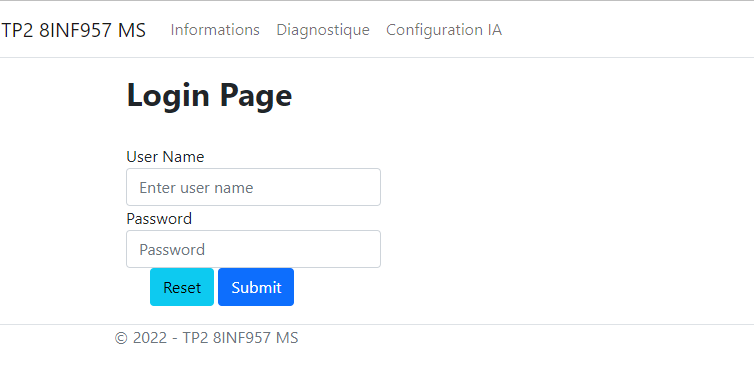 TP2 8INF957 MS Informations Diagnostique Configuration IA
Login Page
User Name
Enter user name
Password
Password
Reset Submit
© 2022 - TP2 8INF957 MS